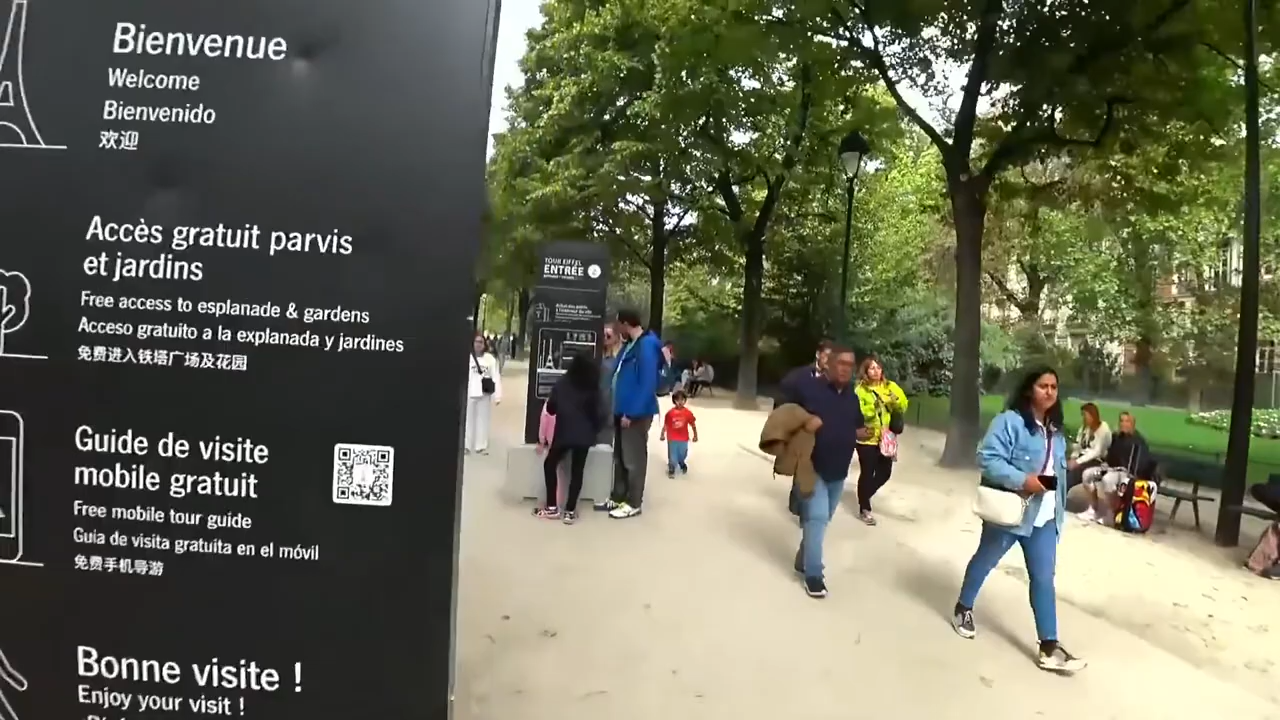 Bienvenue
Welcome
Bienvenido
欢迎
Accès gratuit parvis
et jardins
Free access to esplanade & gardens
Acceso gratuito a la explanada y jardines
免费进入铁塔广场及花园
Guide de visite
mobile gratuit
Free mobile tour guide
Guia de visita gratuita en el móvil
免费手机导游
Bonne visite !
Enjoy your visit !
TOUR EIFFEL
ENTRÉE